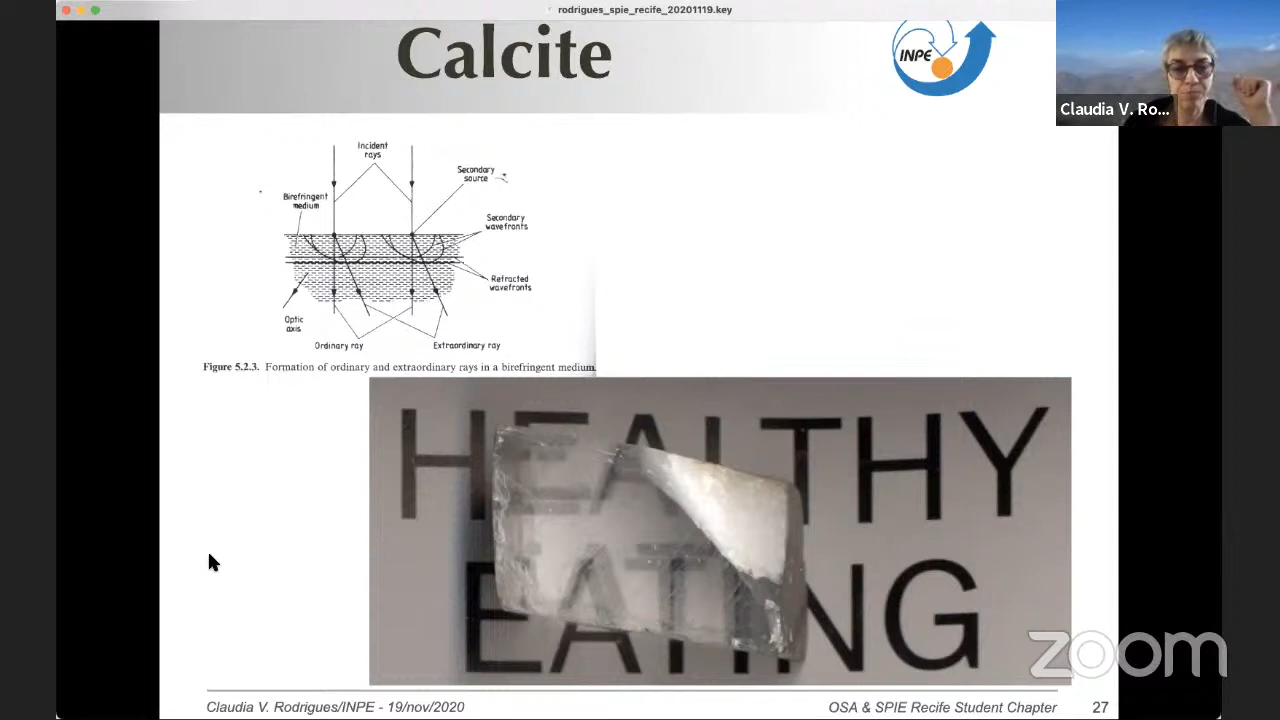 rodrigues_spie_recife_20201119.key
Calcite
INPE
Claudia V. Ro...
Incident
rays
Secondary
source
Birefringent
medium
Secondary
wavefronts
Refracted
wavefronts
Optic
axis
Ordinary ray
Extraordinary ray
Figure 5.2.3. Formation of ordinary and extraordinary rays in a birefringent medium.
HEALTHY
EATING
zoom
Claudia V. Rodrigues/INPE - 19/nov/2020
OSA & SPIE Recife Student Chapter
27